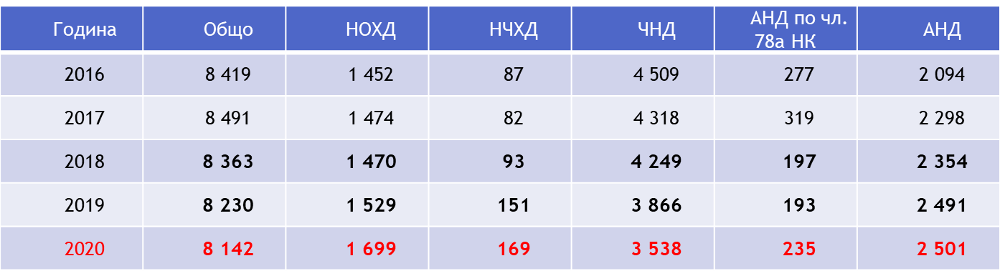 Година Общо НОХД НЧХД ЧНД АНД по чл. 78а НК АНД
2016 8 419 1 452 87 4 509 277 2 094
2017 8 491 1 474 82 4 318 319 2 298
2018 8 363 1 470 93 4 249 197 2 354
2019 8 230 1 529 151 3 866 193 2 491
2020 8 142 1 699 169 3 538 235 2 501